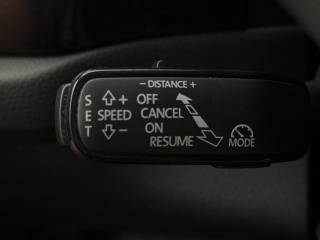 − DISTANCE +
S E T
SPEED
+
−
OFF
CANCEL
ON
RESUME
MODE